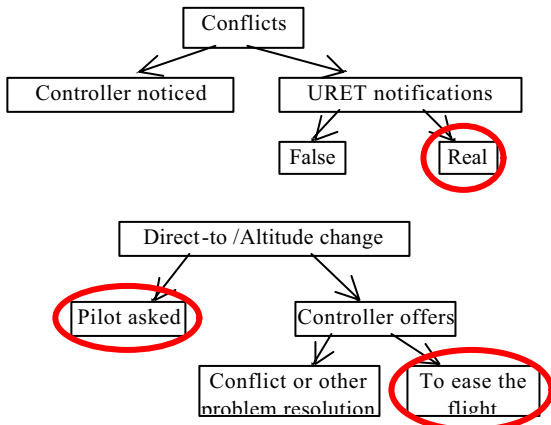 Conflicts
Controller noticed
URET notifications
False
Real
Direct-to /Altitude change
Pilot asked
Controller offers
Conflict or other
problem resolution
To ease the
flight